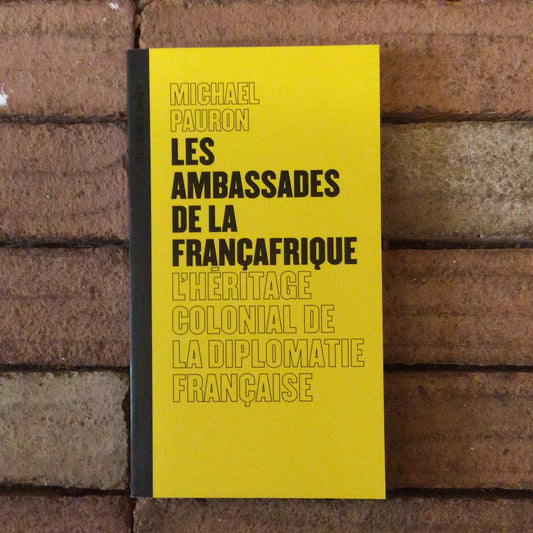 MICHAEL
PAURON
LES
AMBASSADES
DE LA
FRANÇAFRIQUE
L'HÉRITAGE
COLONIAL DE
LA DIPLOMATIE
FRANÇAISE